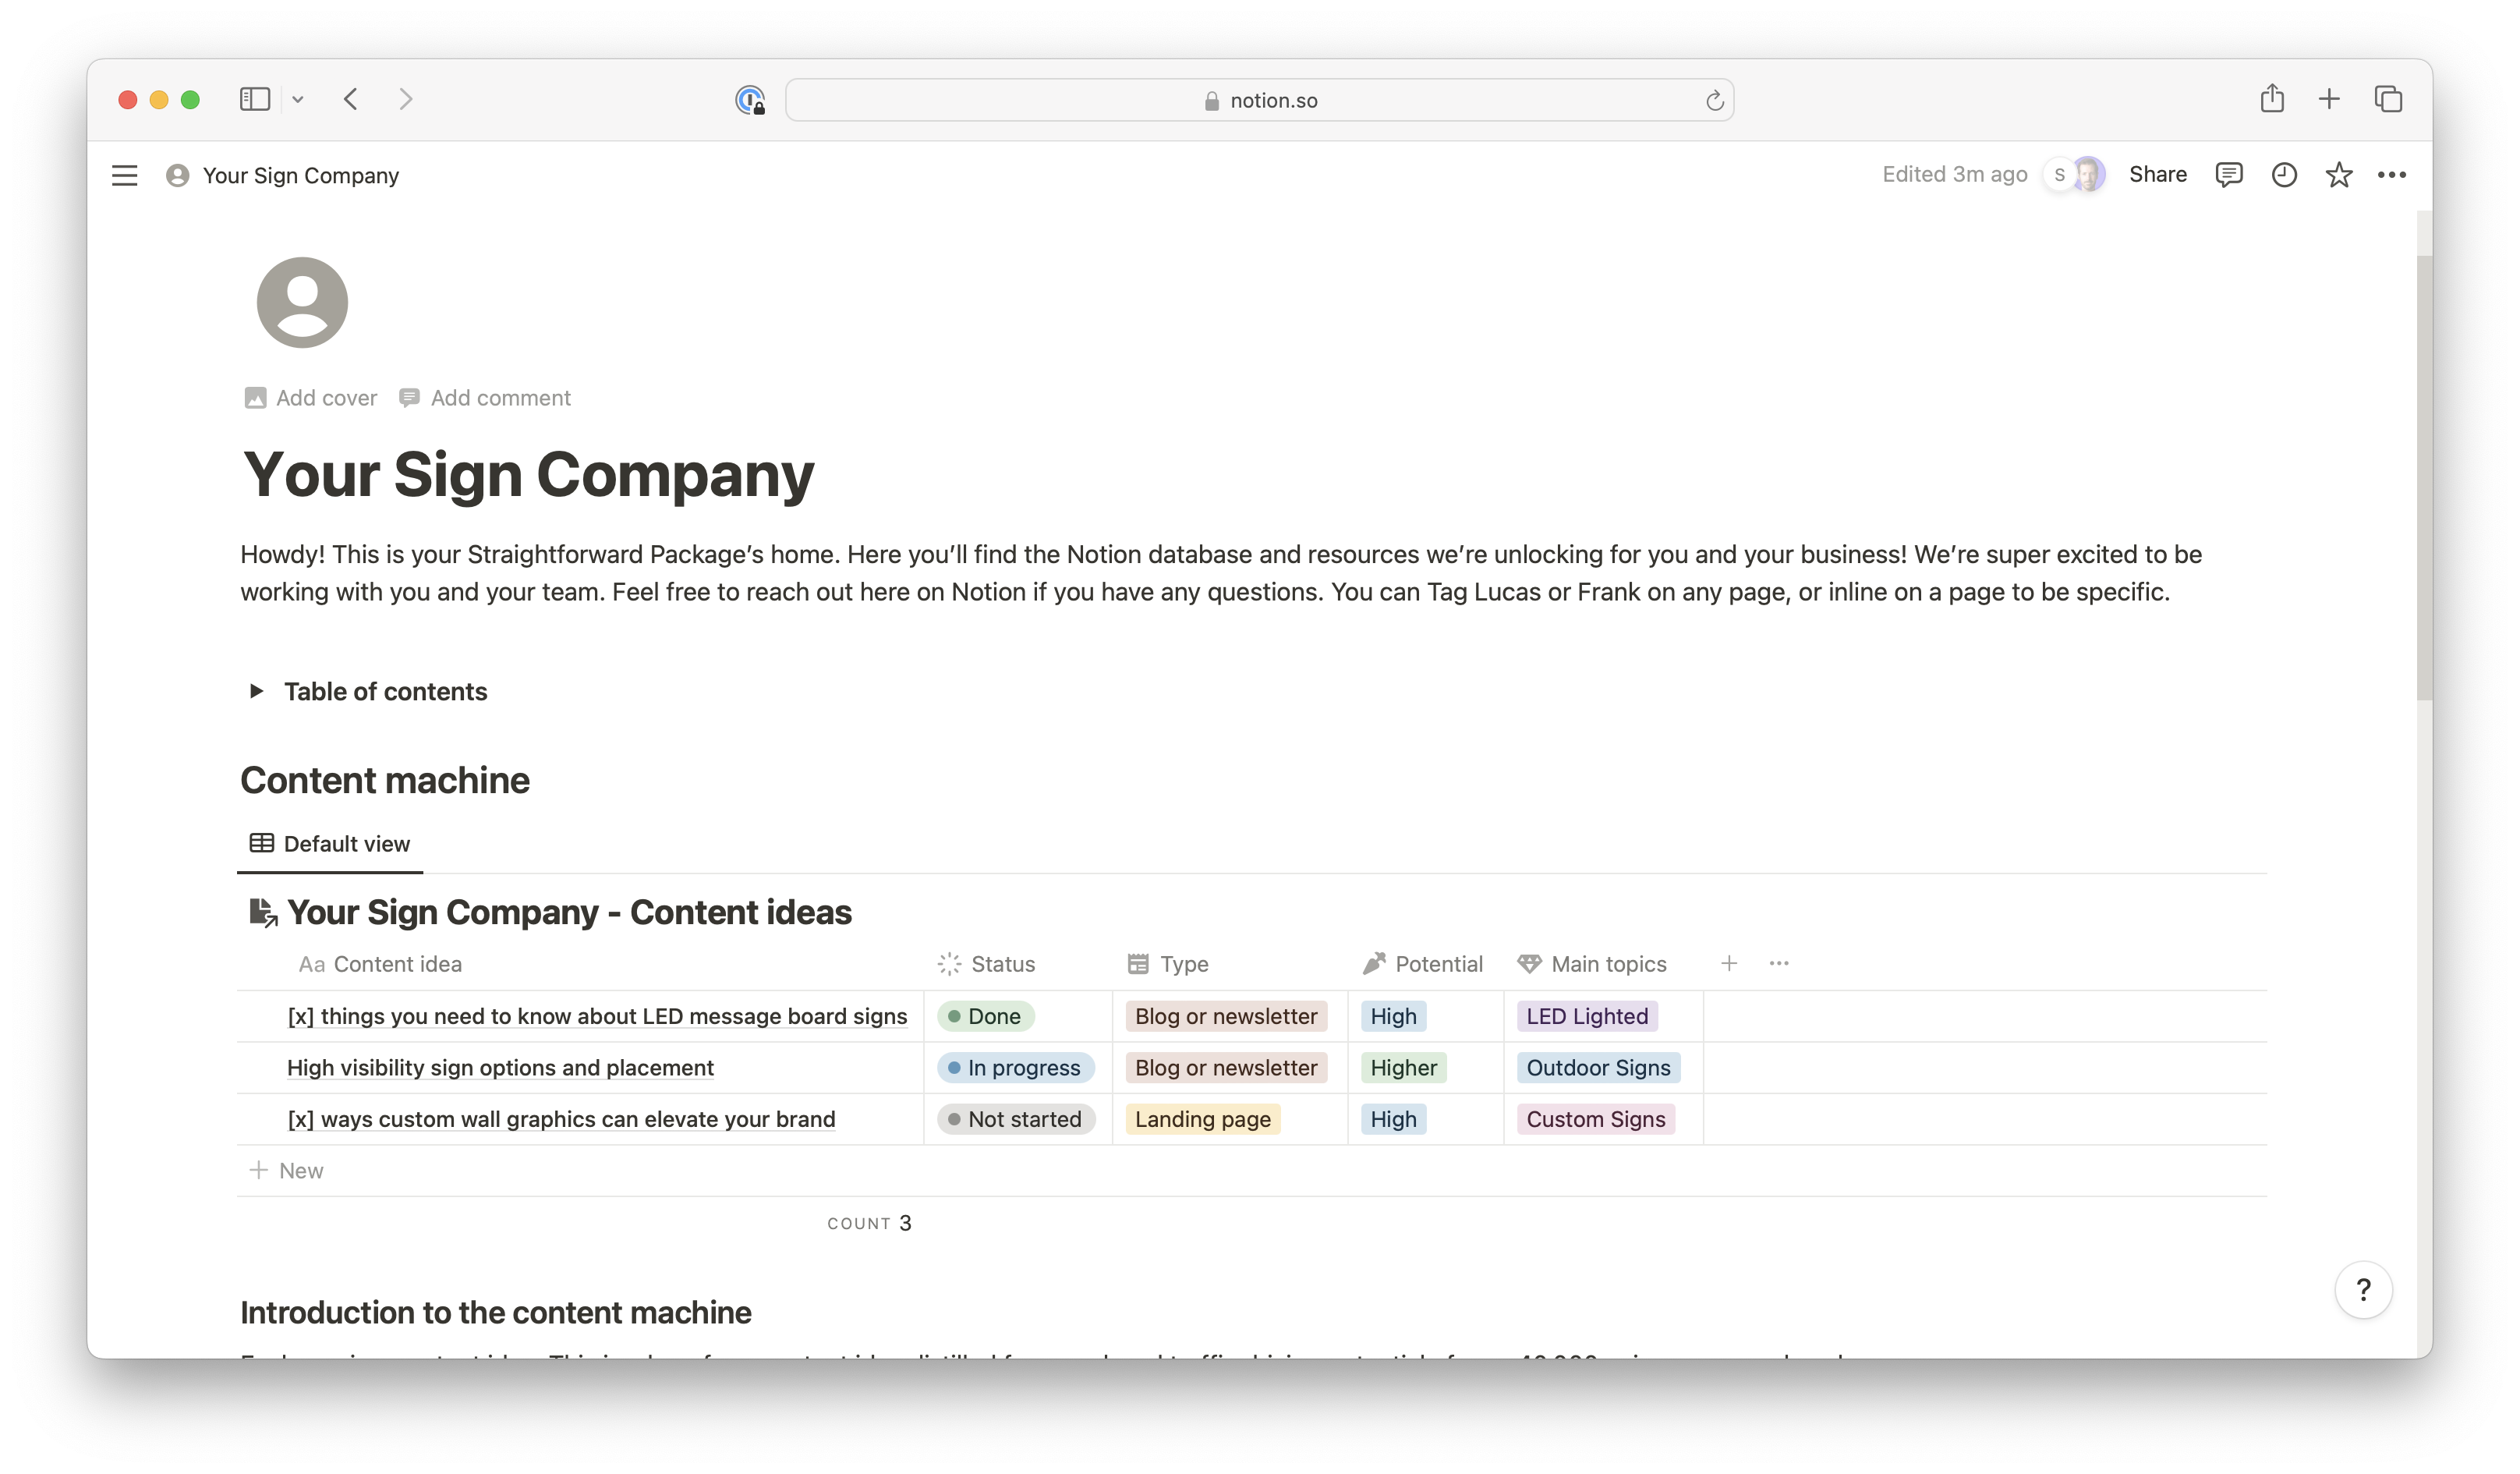 notion.so
Your Sign Company
Edited 3m ago S Share
Add cover Add comment
Your Sign Company
Howdy! This is your Straightforward Package’s home. Here you’ll find the Notion database and resources we’re unlocking for you and your business! We’re super excited to be
working with you and your team. Feel free to reach out here on Notion if you have any questions. You can Tag Lucas or Frank on any page, or inline on a page to be specific.
Table of contents
Content machine
Default view
Your Sign Company - Content ideas
Aa Content idea Status Type Potential Main topics
[x] things you need to know about LED message board signs Done Blog or newsletter High LED Lighted
High visibility sign options and placement In progress Blog or newsletter Higher Outdoor Signs
[x] ways custom wall graphics can elevate your brand Not started Landing page High Custom Signs
New
COUNT 3
Introduction to the content machine
?